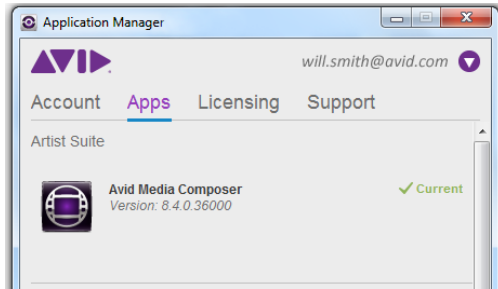 Application Manager
AVID
will.smith@avid.com
Account Apps Licensing Support
Artist Suite
Avid Media Composer
Version: 8.4.0.36000
Current